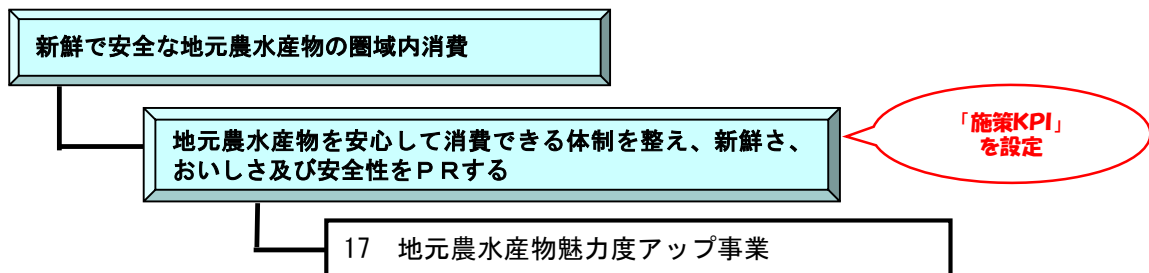 新鮮で安全な地元農水産物の圏域内消費
地元農水産物を安心して消費できる体制を整え、新鮮さ、
おいしさ及び安全性をＰＲする
「施策KPI」
を設定
17　地元農水産物魅力度アップ事業